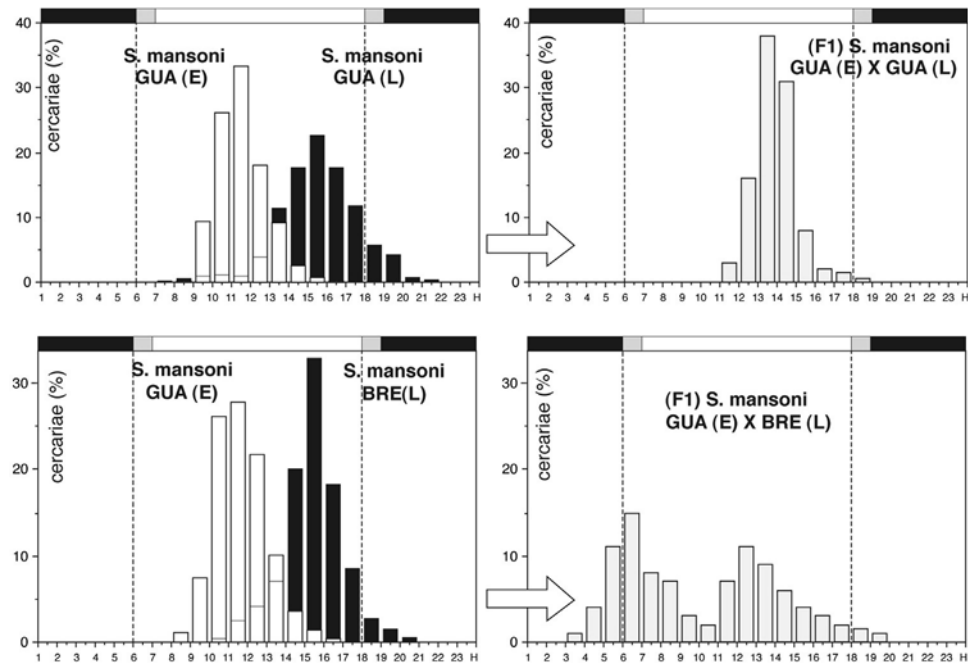 40
30
20
10
0
cercariae (%)
S. mansoni
GUA (E)
S. mansoni
GUA (L)
1 2 3 4 5 6 7 8 9 10 11 12 13 14 15 16 17 18 19 20 21 22 23 H
40
30
20
10
0
cercariae (%)
(F1) S. mansoni
GUA (E) X GUA (L)
1 2 3 4 5 6 7 8 9 10 11 12 13 14 15 16 17 18 19 20 21 22 23 H
30
20
10
0
cercariae (%)
S. mansoni
GUA (E)
S. mansoni
BRE(L)
1 2 3 4 5 6 7 8 9 10 11 12 13 14 15 16 17 18 19 20 21 22 23 H
30
20
10
0
cercariae (%)
(F1) S. mansoni
GUA (E) X BRE (L)
1 2 3 4 5 6 7 8 9 10 11 12 13 14 15 16 17 18 19 20 21 22 23 H